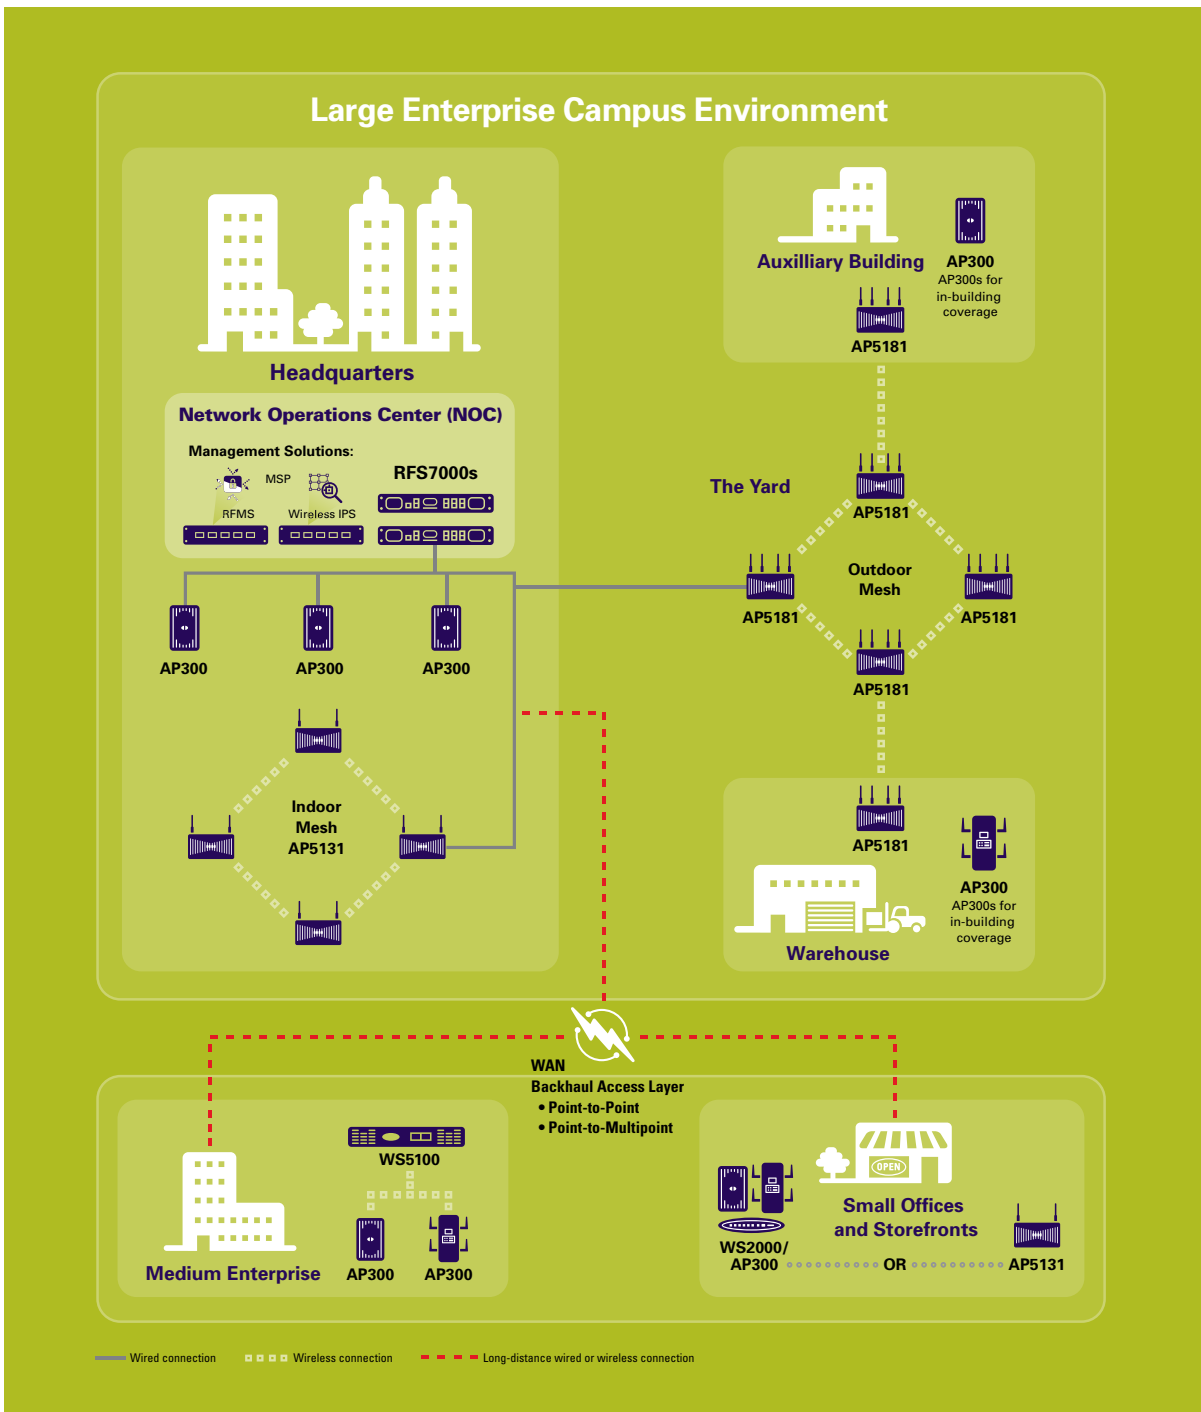 Large Enterprise Campus Environment
Headquarters
Network Operations Center (NOC)
Management Solutions:
MSP
RFMS
Wireless IPS
RFS7000s
AP300
AP300
AP300
Indoor
Mesh
AP5131
Auxilliary Building
AP300
AP300s for
in-building
coverage
AP5181
The Yard
AP5181
Outdoor
Mesh
AP5181
AP5181
AP5181
AP5181
AP300
AP300s for
in-building
coverage
Warehouse
WAN
Backhaul Access Layer
• Point-to-Point
• Point-to-Multipoint
WS5100
Medium Enterprise
AP300
AP300
OPEN
Small Offices
and Storefronts
WS2000/
AP300
OR
AP5131
Wired connection
Wireless connection
Long-distance wired or wireless connection